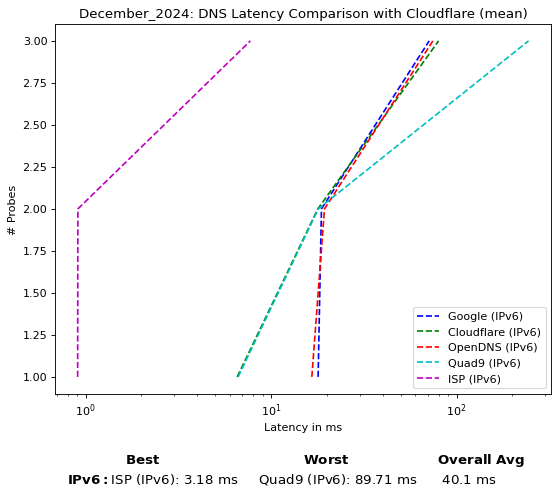 December_2024: DNS Latency Comparison with Cloudflare (mean)
3.00
2.75
2.50
2.25
2.00
1.75
1.50
1.25
1.00
# Probes
Google (IPv6)
Cloudflare (IPv6)
OpenDNS (IPv6)
Quad9 (IPv6)
ISP (IPv6)
10⁰ 10¹ 10²
Latency in ms
Best Worst Overall Avg
IPv6: ISP (IPv6): 3.18 ms Quad9 (IPv6): 89.71 ms 40.1 ms